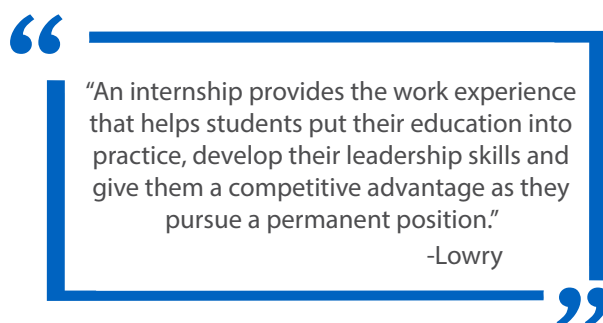 “An internship provides the work experience
that helps students put their education into
practice, develop their leadership skills and
give them a competitive advantage as they
pursue a permanent position.”
-Lowry